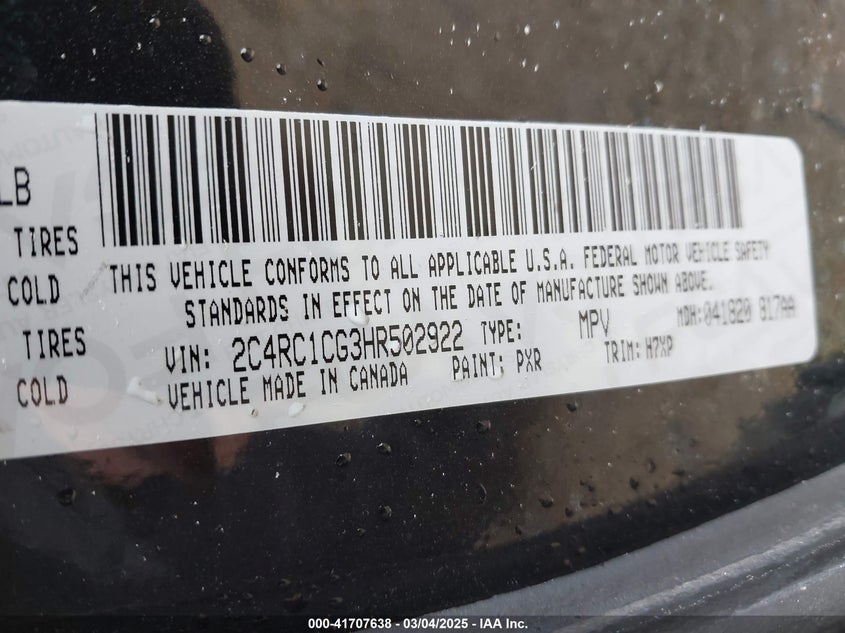 LB
TIRES
COLD
TIRES
COLD
THIS VEHICLE CONFORMS TO ALL APPLICABLE U.S.A. FEDERAL MOTOR VEHICLE SAFETY
STANDARDS IN EFFECT ON THE DATE OF MANUFACTURE SHOWN ABOVE.
MDH: 041820 917AA
VIN: 2C4RC1CG3HR502922 TYPE: MPV
VEHICLE MADE IN CANADA PAINT: PXR TRIM: H7XP
000-41707638 - 03/04/2025 - IAA Inc.